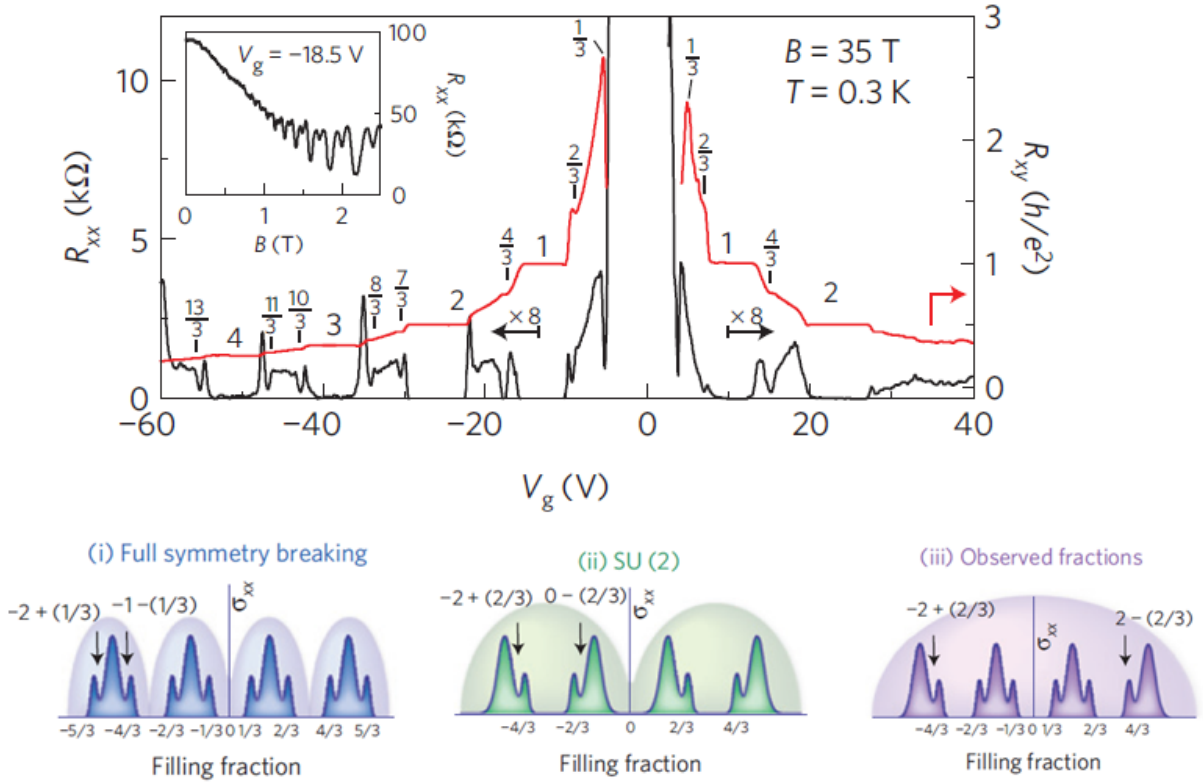 V_g = −18.5 V
R_xx (kΩ)
100
50
0
0 1 2
B (T)
B = 35 T
T = 0.3 K
R_xx (kΩ)
10
5
0
R_xy (h/e²)
3
2
1
0
13/3 4 11/3 10/3 3 8/3 7/3 2 4/3 1 2/3 1/3
1/3 2/3 1 4/3 2
× 8
× 8
−60 −40 −20 0 20 40
V_g (V)
(i) Full symmetry breaking
−2 + (1/3)
−1 −(1/3)
σ_xx
−5/3 −4/3 −2/3 −1/3 0 1/3 2/3 4/3 5/3
Filling fraction
(ii) SU (2)
−2 + (2/3)
0 − (2/3)
σ_xx
−4/3 −2/3 0 2/3 4/3
Filling fraction
(iii) Observed fractions
−2 + (2/3)
2 − (2/3)
σ_xx
−4/3 −2/3 −1/3 0 1/3 2/3 4/3
Filling fraction